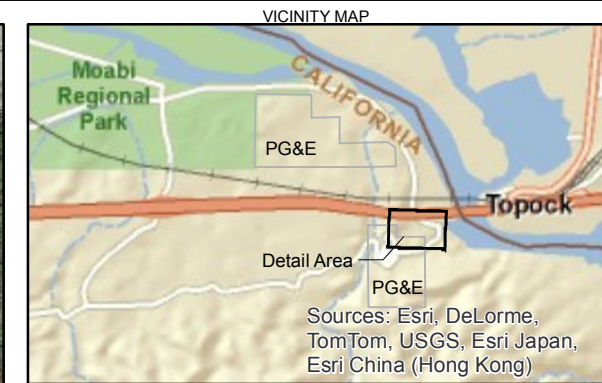 VICINITY MAP
Moabi
Regional
Park
CALIFORNIA
PG&E
Topock
Detail Area
PG&E
Sources: Esri, DeLorme,
TomTom, USGS, Esri Japan,
Esri China (Hong Kong)